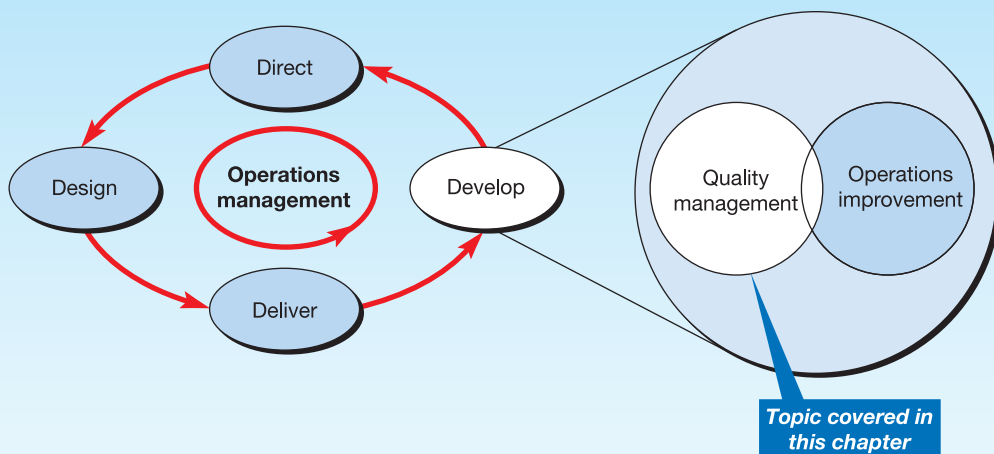 Direct
Design
Operations
management
Develop
Deliver
Quality
management
Operations
improvement
Topic covered in
this chapter